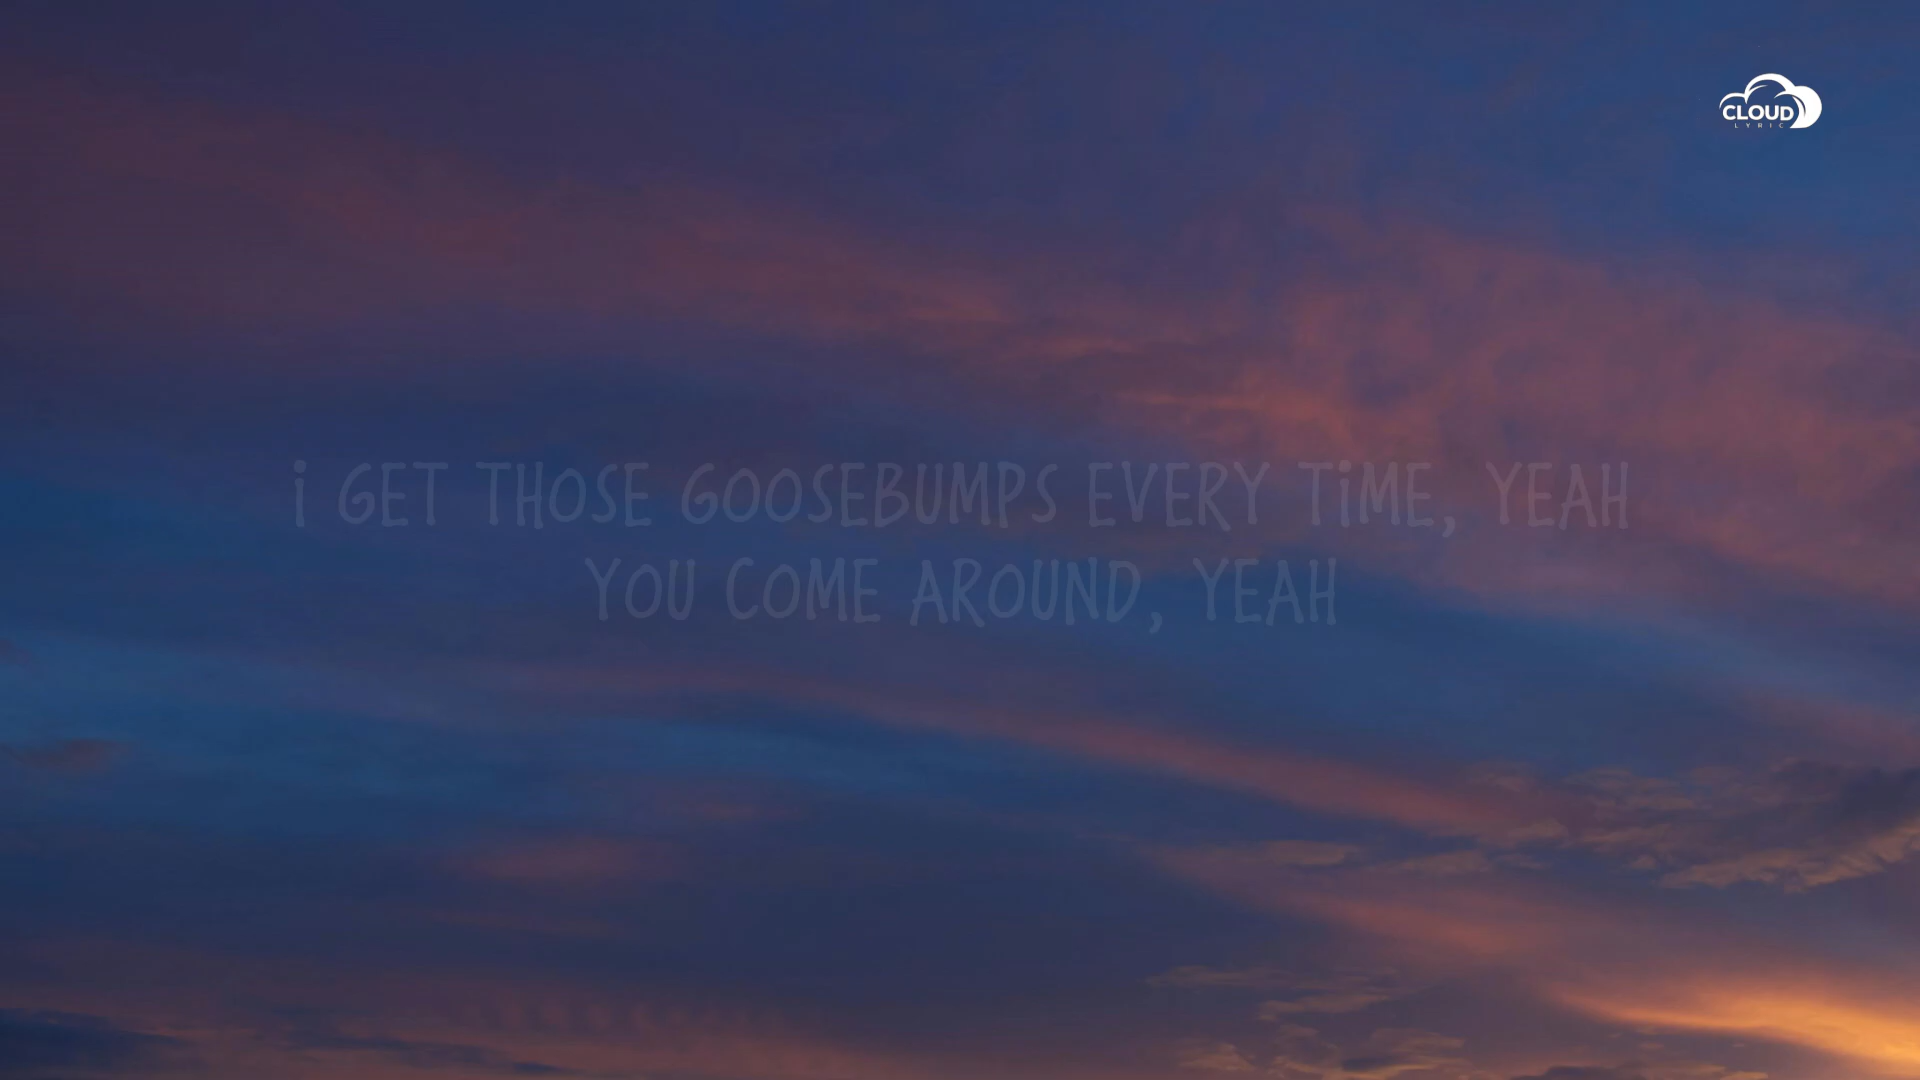 CLOUD
LYRIC
i GET THOSE GOOSEBUMPS EVERY TiME, YEAH
YOU COME AROUND, YEAH